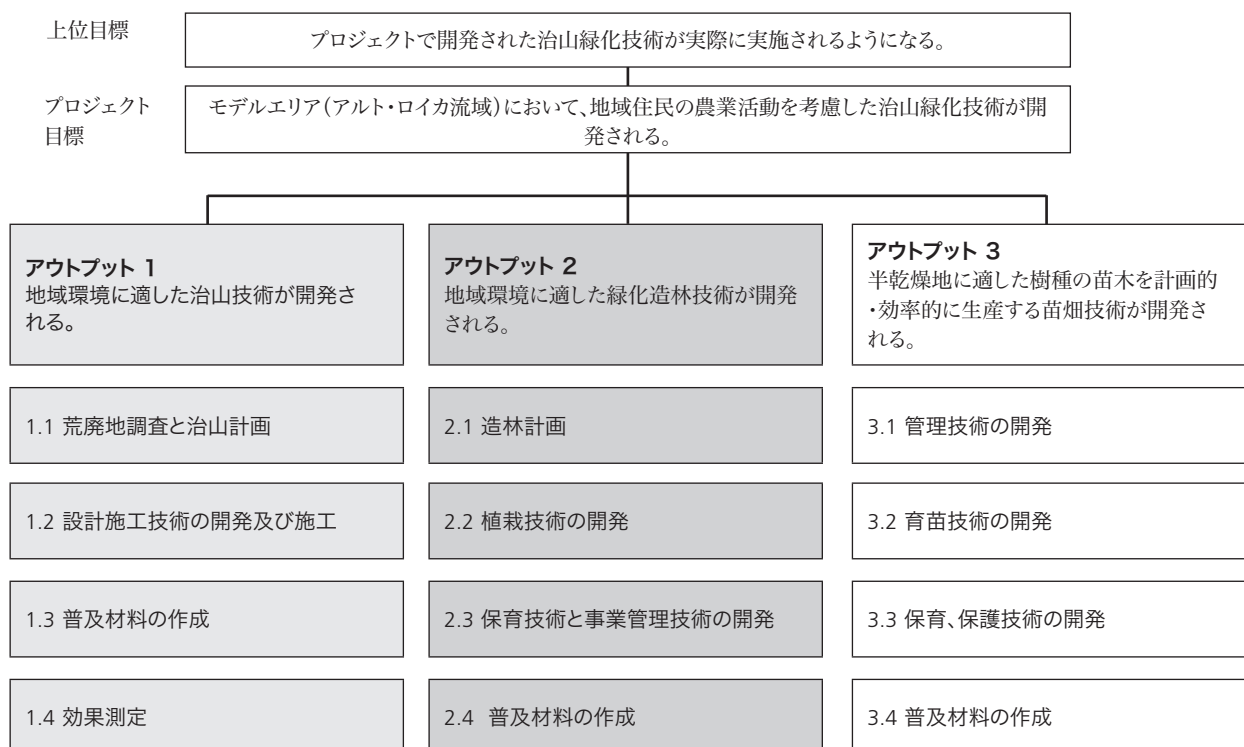 上位目標
プロジェクトで開発された治山緑化技術が実際に実施されるようになる。
プロジェクト
目標
モデルエリア(アルト・ロイカ流域)において、地域住民の農業活動を考慮した治山緑化技術が開
発される。
アウトプット 1
地域環境に適した治山技術が開発さ
れる。
1.1 荒廃地調査と治山計画
1.2 設計施工技術の開発及び施工
1.3 普及材料の作成
1.4 効果測定
アウトプット 2
地域環境に適した緑化造林技術が開発
される。
2.1 造林計画
2.2 植栽技術の開発
2.3 保育技術と事業管理技術の開発
2.4 普及材料の作成
アウトプット 3
半乾燥地に適した樹種の苗木を計画的
・効率的に生産する苗畑技術が開発さ
れる。
3.1 管理技術の開発
3.2 育苗技術の開発
3.3 保育、保護技術の開発
3.4 普及材料の作成